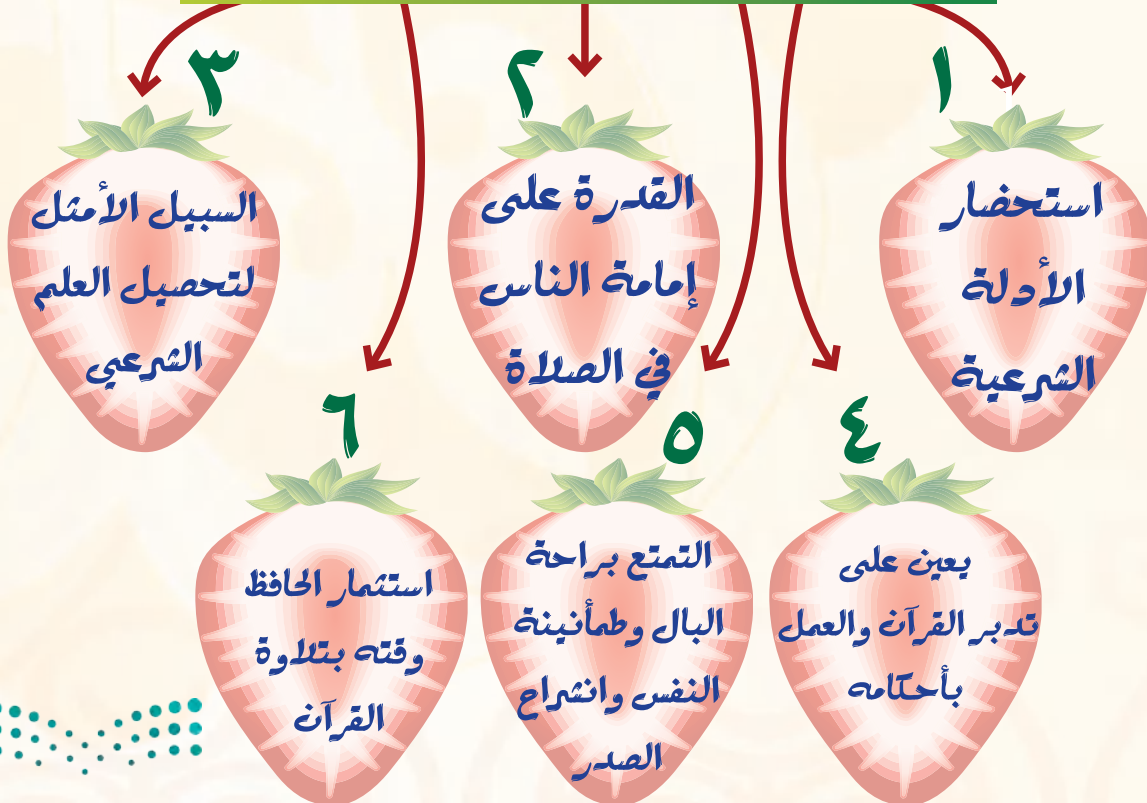 ١
استحضار
الأدلة
الشرعية
٢
القدرة على
إمامة الناس
في الصلاة
٣
السبيل الأمثل
لتحصيل العلم
الشرعي
٤
يعين على
تدبر القرآن والعمل
بأحكامه
٥
التمتع براحة
البال وطمأنينة
النفس وانشراح
الصدر
٦
استثمار الحافظ
وقته بتلاوة
القرآن